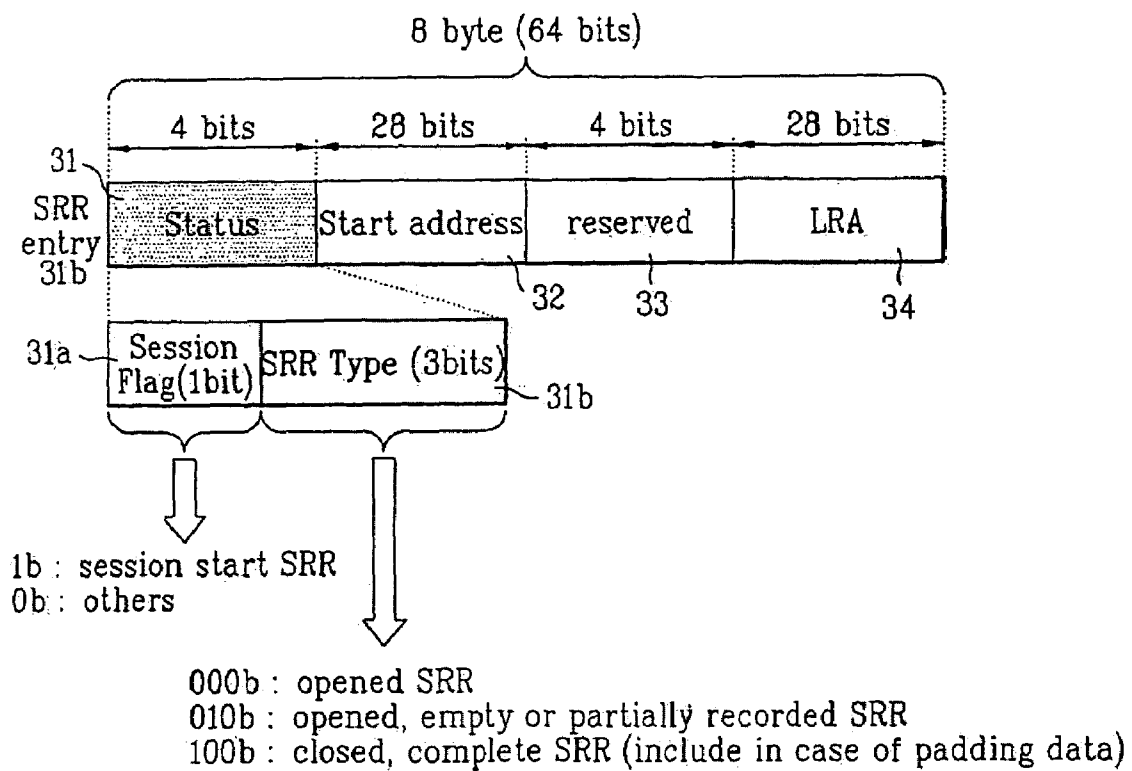 8 byte (64 bits)
4 bits 28 bits 4 bits 28 bits
31
SRR entry 31b
Status Start address reserved LRA
32 33 34
31a
Session Flag(1bit) SRR Type (3bits)
31b
1b : session start SRR
0b : others
000b : opened SRR
010b : opened, empty or partially recorded SRR
100b : closed, complete SRR (include in case of padding data)